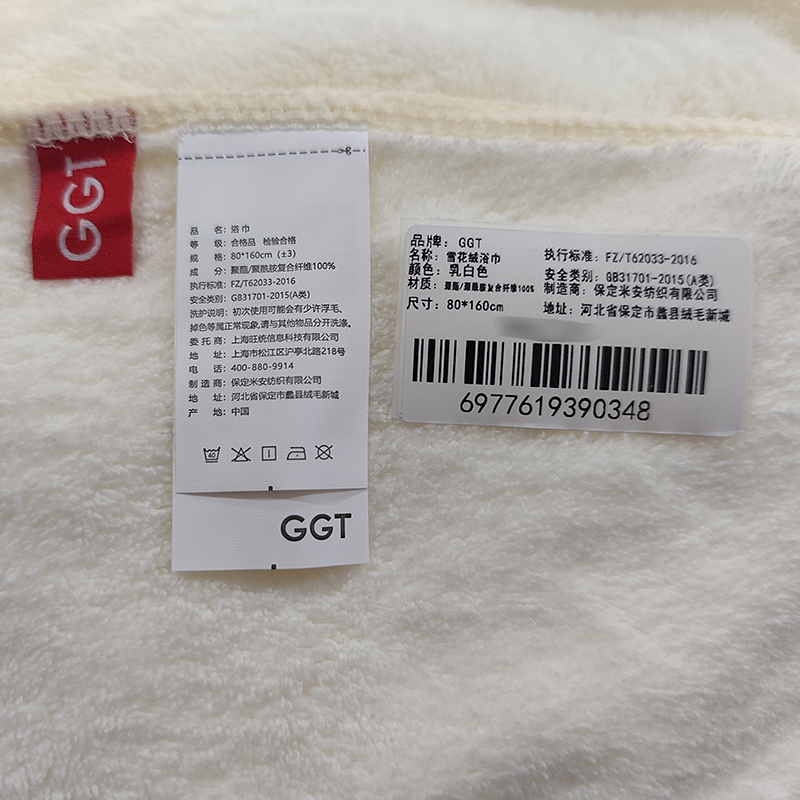 GGT
品 名：浴巾
等 级：合格品 检验合格
规 格：80*160cm (±3)
成 分：聚酯/聚酰胺复合纤维100%
执行标准：FZ/T62033-2016
安全类别：GB31701-2015(A类)
洗护说明：初次使用可能会有少许浮毛、
掉色等属正常现象,请与其他物品分开洗涤。
委 托 商：上海旺统信息科技有限公司
地 址：上海市松江区沪亭北路218号
电 话：400-880-9914
制 造 商：保定米安纺织有限公司
地 址：河北省保定市蠡县绒毛新城
产 地：中国
40
GGT
品牌：GGT
名称：雪花绒浴巾
颜色：乳白色
材质：聚酯/聚酰胺复合纤维100%
尺寸：80*160cm
执行标准：FZ/T62033-2016
安全类别：GB31701-2015(A类)
制造商：保定米安纺织有限公司
地址：河北省保定市蠡县绒毛新城
6977619390348